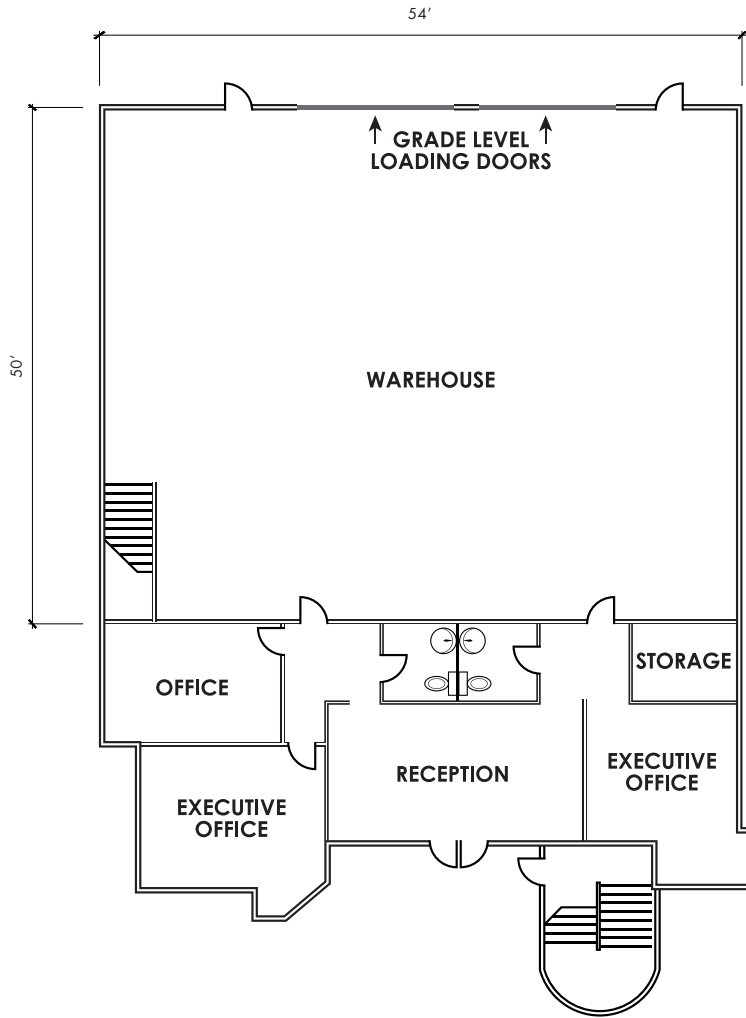 54’
GRADE LEVEL
LOADING DOORS
50’
WAREHOUSE
OFFICE
STORAGE
RECEPTION
EXECUTIVE
OFFICE
EXECUTIVE
OFFICE